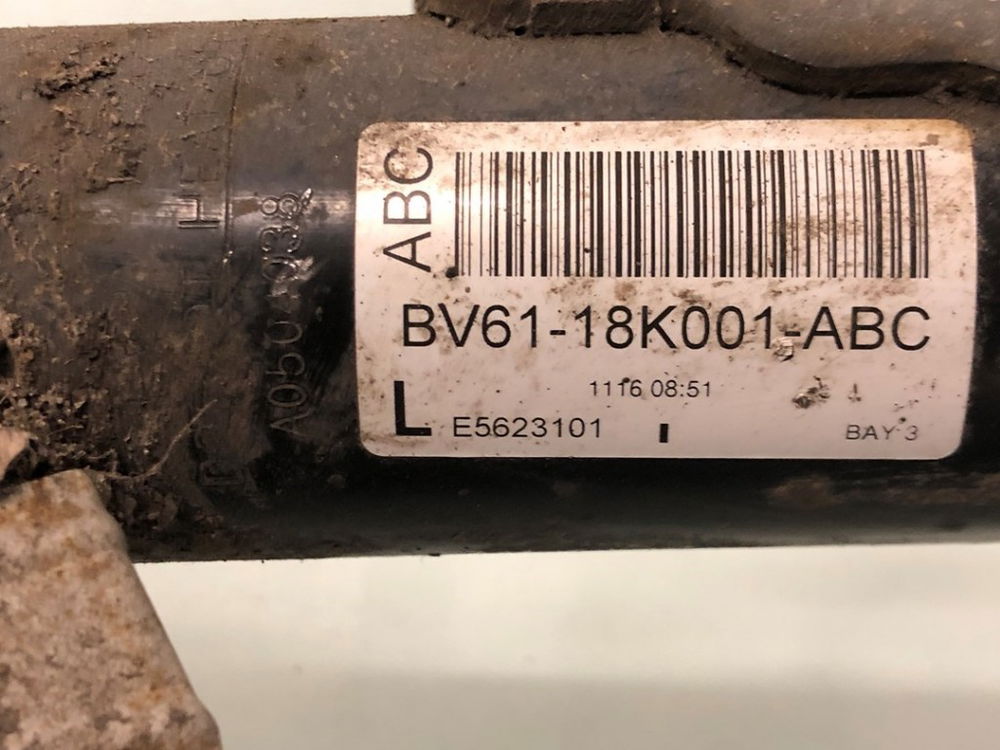 ABC
BV61-18K001-ABC
1116 08:51
L E5623101
BAY 3